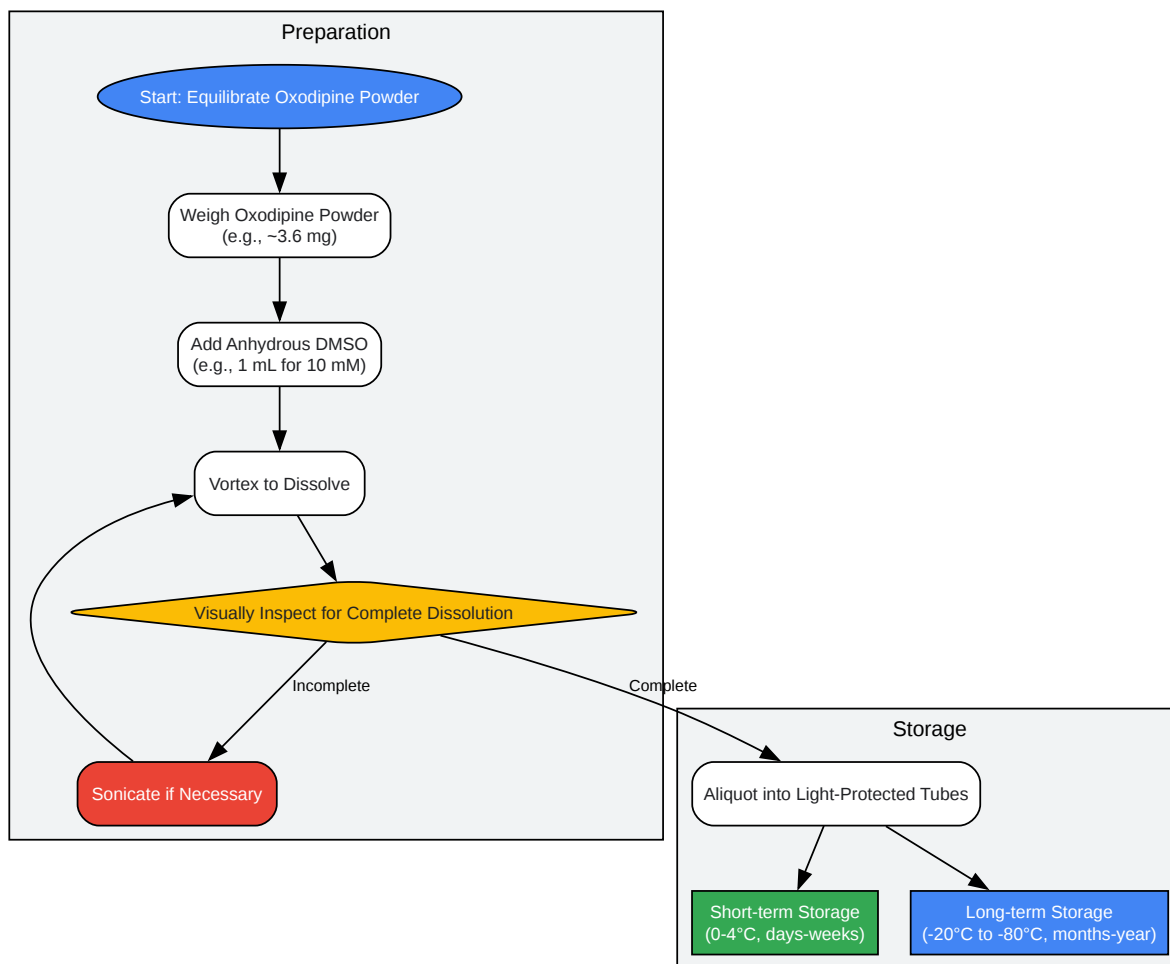 Preparation
Start: Equilibrate Oxodipine Powder
Weigh Oxodipine Powder
(e.g., ~3.6 mg)
Add Anhydrous DMSO
(e.g., 1 mL for 10 mM)
Vortex to Dissolve
Visually Inspect for Complete Dissolution
Incomplete
Complete
Sonicate if Necessary
Storage
Aliquot into Light-Protected Tubes
Short-term Storage
(0-4°C, days-weeks)
Long-term Storage
(-20°C to -80°C, months-year)